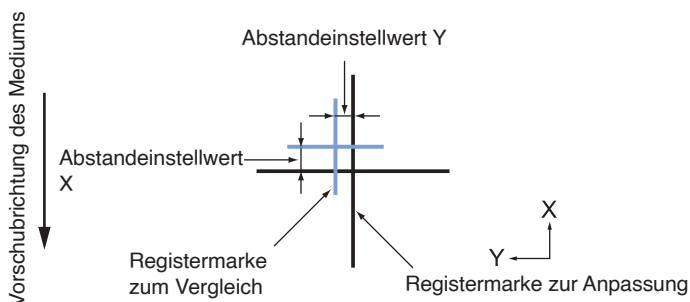 Abstandeinstellwert Y
Vorschubrichtung des Mediums
Abstandeinstellwert
X
X
Y
Registermarke
zum Vergleich
Registermarke zur Anpassung